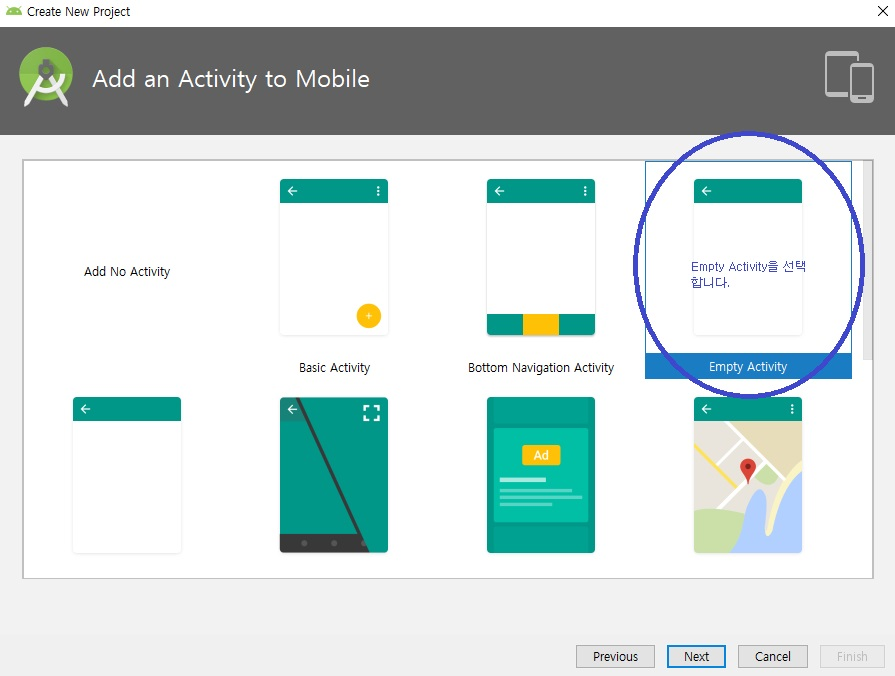 Create New Project
Add an Activity to Mobile
Add No Activity
Empty Activity을 선택
합니다.
Basic Activity
Bottom Navigation Activity
Empty Activity
Ad
Previous
Next
Cancel
Finish